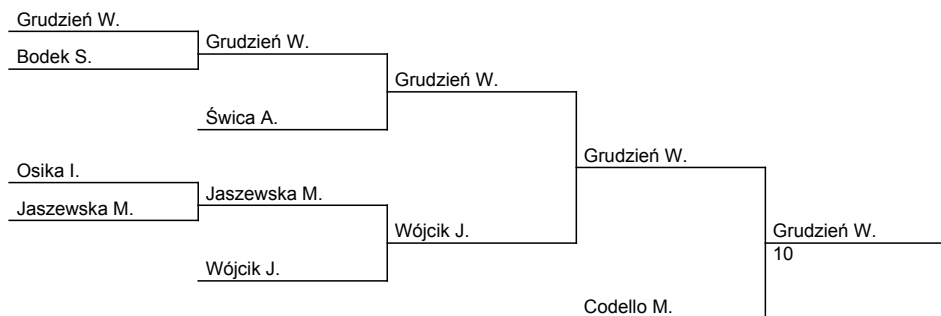 Grudzień W.
Bodek S.
Grudzień W.
Świca A.
Grudzień W.
Osika I.
Jaszewska M.
Jaszewska M.
Wójcik J.
Wójcik J.
Grudzień W.
Codello M.
Grudzień W.
10